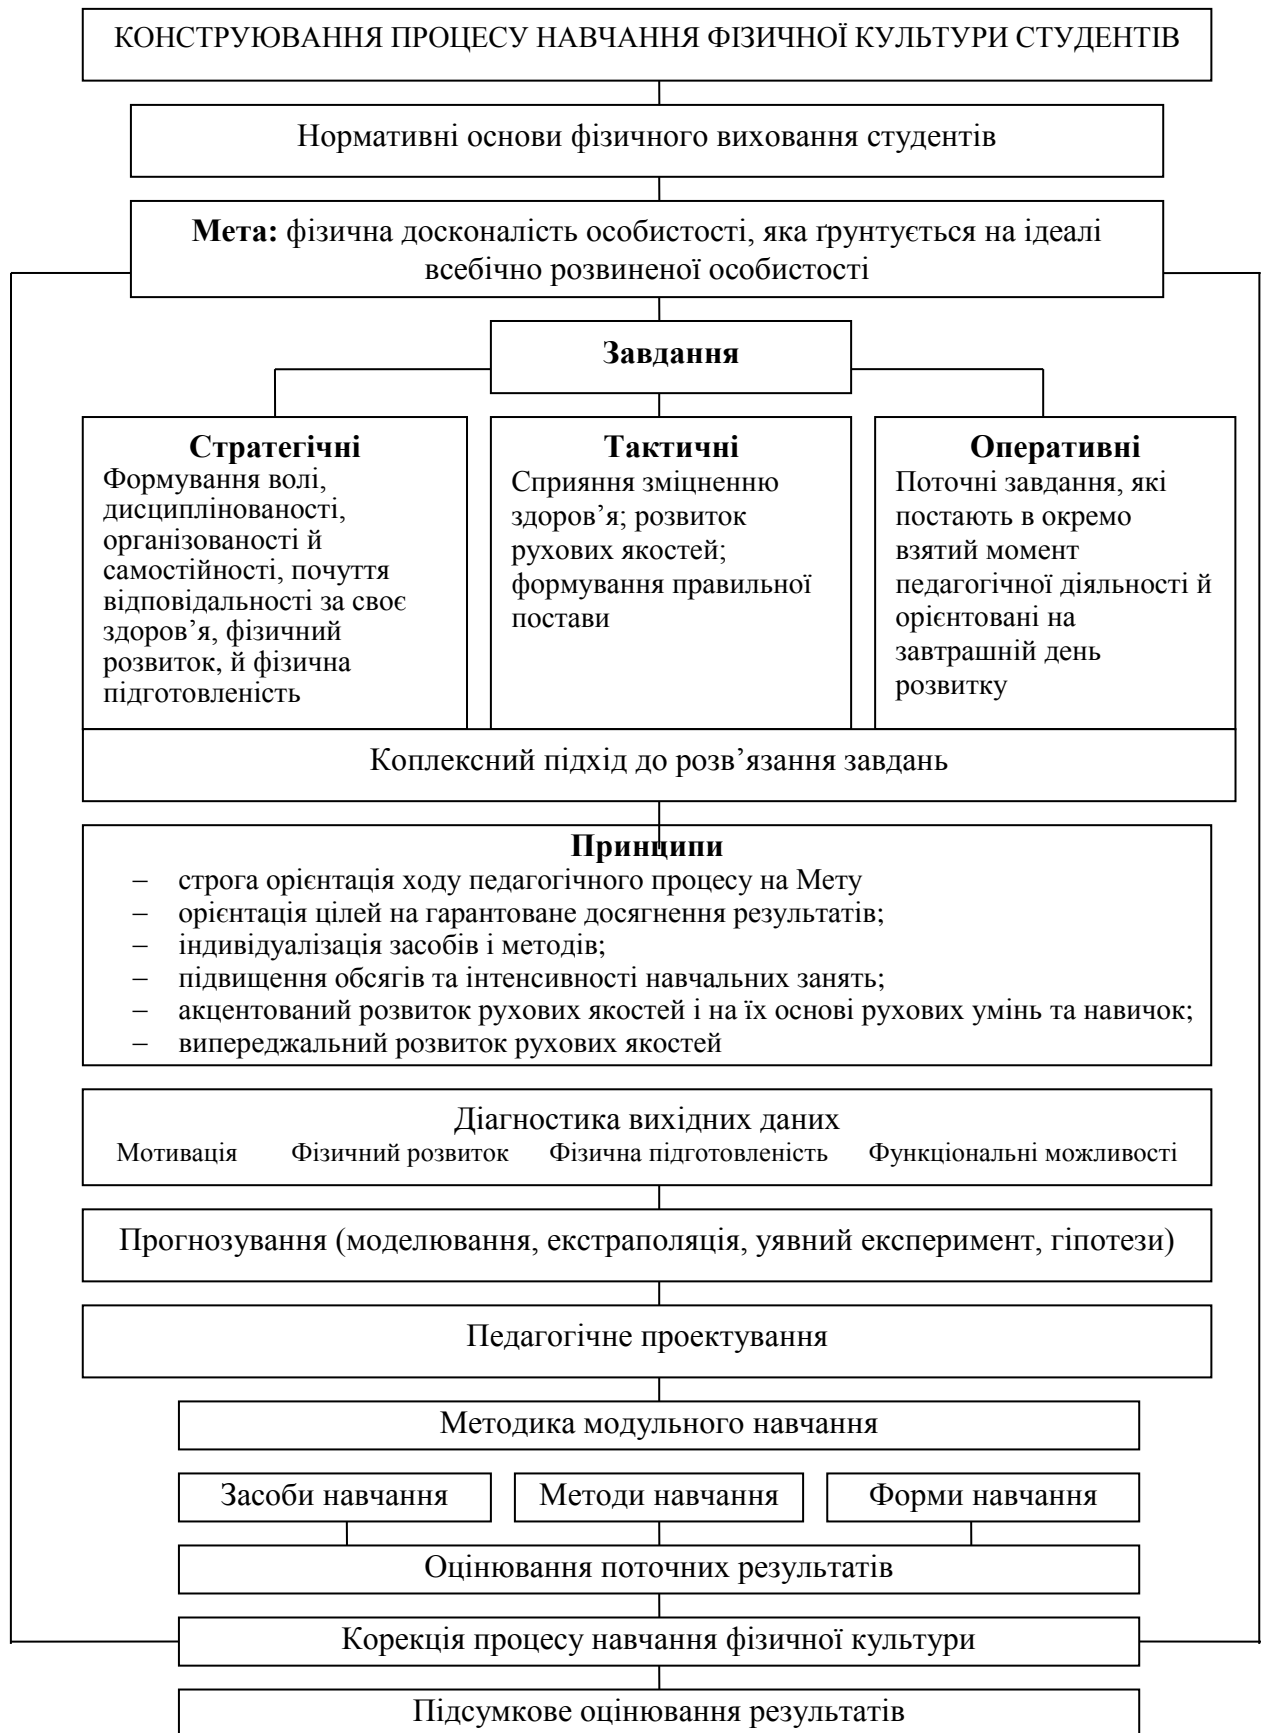 КОНСТРУЮВАННЯ ПРОЦЕСУ НАВЧАННЯ ФІЗИЧНОЇ КУЛЬТУРИ СТУДЕНТІВ
Нормативні основи фізичного виховання студентів
Мета: фізична досконалість особистості, яка ґрунтується на ідеалі
всебічно розвиненої особистості
Завдання
Стратегічні
Формування волі,
дисциплінованості,
організованості й
самостійності, почуття
відповідальності за своє
здоров’я, фізичний
розвиток, й фізична
підготовленість
Тактичні
Сприяння зміцненню
здоров’я; розвиток
рухових якостей;
формування правильної
постави
Оперативні
Поточні завдання, які
постають в окремо
взятий момент
педагогічної діяльності й
орієнтовані на
завтрашній день
розвитку
Коплексний підхід до розв’язання завдань
Принципи
– строга орієнтація ходу педагогічного процесу на Мету
– орієнтація цілей на гарантоване досягнення результатів;
– індивідуалізація засобів і методів;
– підвищення обсягів та інтенсивності навчальних занять;
– акцентований розвиток рухових якостей і на їх основі рухових умінь та навичок;
– випереджальний розвиток рухових якостей
Діагностика вихідних даних
Мотивація Фізичний розвиток Фізична підготовленість Функціональні можливості
Прогнозування (моделювання, екстраполяція, уявний експеримент, гіпотези)
Педагогічне проектування
Методика модульного навчання
Засоби навчання
Методи навчання
Форми навчання
Оцінювання поточних результатів
Корекція процесу навчання фізичної культури
Підсумкове оцінювання результатів